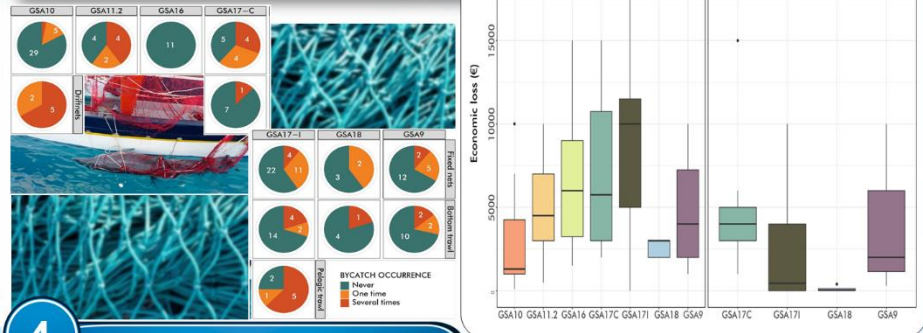 GSA10 GSA11.2 GSA16 GSA17-C
29 5
4 4 2
11
5 4 4
2 5
Driftnets
7 1
GSA17-I GSA18 GSA9
22 4 11
3 2
12 2 5
Fixed nets
14 4 2
4 1
10 2 2
Bottom trawl
2 1 5
Pelagic trawl
BYCATCH OCCURRENCE
Never
One time
Several times
4
Economic loss (€)
15000
10000
5000
GSA10 GSA11.2 GSA16 GSA17C GSA17I GSA18 GSA9
GSA17C GSA17I GSA18 GSA9